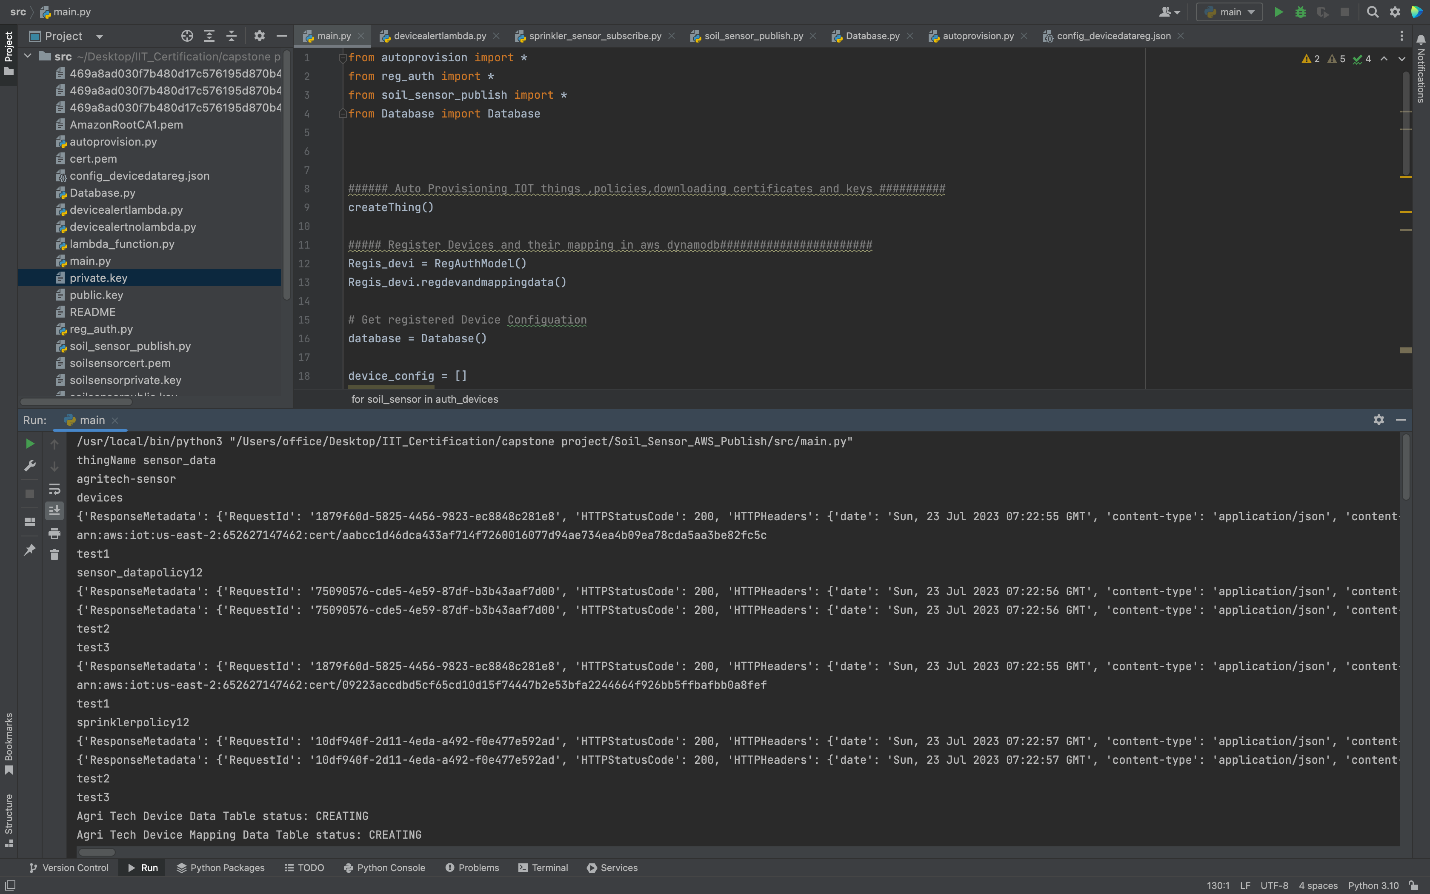 src
main.py
main
Project
main.py
devicealertlambda.py
sprinkler_sensor_subscribe.py
soil_sensor_publish.py
Database.py
autoprovision.py
config_devicedatareg.json
Project
Notifications
src ~/Desktop/IIT_Certification/capstone p
469a8ad030f7b480d17c576195d870b4
469a8ad030f7b480d17c576195d870b4
469a8ad030f7b480d17c576195d870b4
AmazonRootCA1.pem
autoprovision.py
cert.pem
config_devicedatareg.json
Database.py
devicealertlambda.py
devicealertnolambda.py
lambda_function.py
main.py
private.key
public.key
README
reg_auth.py
soil_sensor_publish.py
soilsensorcert.pem
soilsensorprivate.key
soilsensorpublic.key
2 5 4
1 from autoprovision import *
2 from reg_auth import *
3 from soil_sensor_publish import *
4 from Database import Database
5
6
7
8 ###### Auto Provisioning IOT things ,policies,downloading certificates and keys ##########
9 createThing()
10
11 ##### Register Devices and their mapping in aws dynamodb#######################
12 Regis_devi = RegAuthModel()
13 Regis_devi.regdevandmappingdata()
14
15 # Get registered Device Configuation
16 database = Database()
17
18 device_config = []
for soil_sensor in auth_devices
Run: main
/usr/local/bin/python3 "/Users/office/Desktop/IIT_Certification/capstone project/Soil_Sensor_AWS_Publish/src/main.py"
thingName sensor_data
agritech-sensor
devices
{'ResponseMetadata': {'RequestId': '1879f60d-5825-4456-9823-ec8848c281e8', 'HTTPStatusCode': 200, 'HTTPHeaders': {'date': 'Sun, 23 Jul 2023 07:22:55 GMT', 'content-type': 'application/json', 'content-
arn:aws:iot:us-east-2:652627147462:cert/aabcc1d46dca433af714f7260016077d94ae734ea4b09ea78cda5aa3be82fc5c
test1
sensor_datapolicy12
{'ResponseMetadata': {'RequestId': '75090576-cde5-4e59-87df-b3b43aaf7d00', 'HTTPStatusCode': 200, 'HTTPHeaders': {'date': 'Sun, 23 Jul 2023 07:22:56 GMT', 'content-type': 'application/json', 'conten-
{'ResponseMetadata': {'RequestId': '75090576-cde5-4e59-87df-b3b43aaf7d00', 'HTTPStatusCode': 200, 'HTTPHeaders': {'date': 'Sun, 23 Jul 2023 07:22:56 GMT', 'content-type': 'application/json', 'conten-
test2
test3
{'ResponseMetadata': {'RequestId': '1879f60d-5825-4456-9823-ec8848c281e8', 'HTTPStatusCode': 200, 'HTTPHeaders': {'date': 'Sun, 23 Jul 2023 07:22:55 GMT', 'content-type': 'application/json', 'content-
arn:aws:iot:us-east-2:652627147462:cert/09223accdbd5cf65cd10d15f74447b2e53bfa2244664f926bb5ffbafbb0a8fef
test1
sprinklerpolicy12
{'ResponseMetadata': {'RequestId': '10df940f-2d11-4eda-a492-f0e477e592ad', 'HTTPStatusCode': 200, 'HTTPHeaders': {'date': 'Sun, 23 Jul 2023 07:22:57 GMT', 'content-type': 'application/json', 'conten-
{'ResponseMetadata': {'RequestId': '10df940f-2d11-4eda-a492-f0e477e592ad', 'HTTPStatusCode': 200, 'HTTPHeaders': {'date': 'Sun, 23 Jul 2023 07:22:57 GMT', 'content-type': 'application/json', 'conten-
test2
test3
Agri Tech Device Data Table status: CREATING
Agri Tech Device Mapping Data Table status: CREATING
Bookmarks
Structure
Version Control
Run
Python Packages
TODO
Python Console
Problems
Terminal
Services
130:1 LF UTF-8 4 spaces Python 3.10